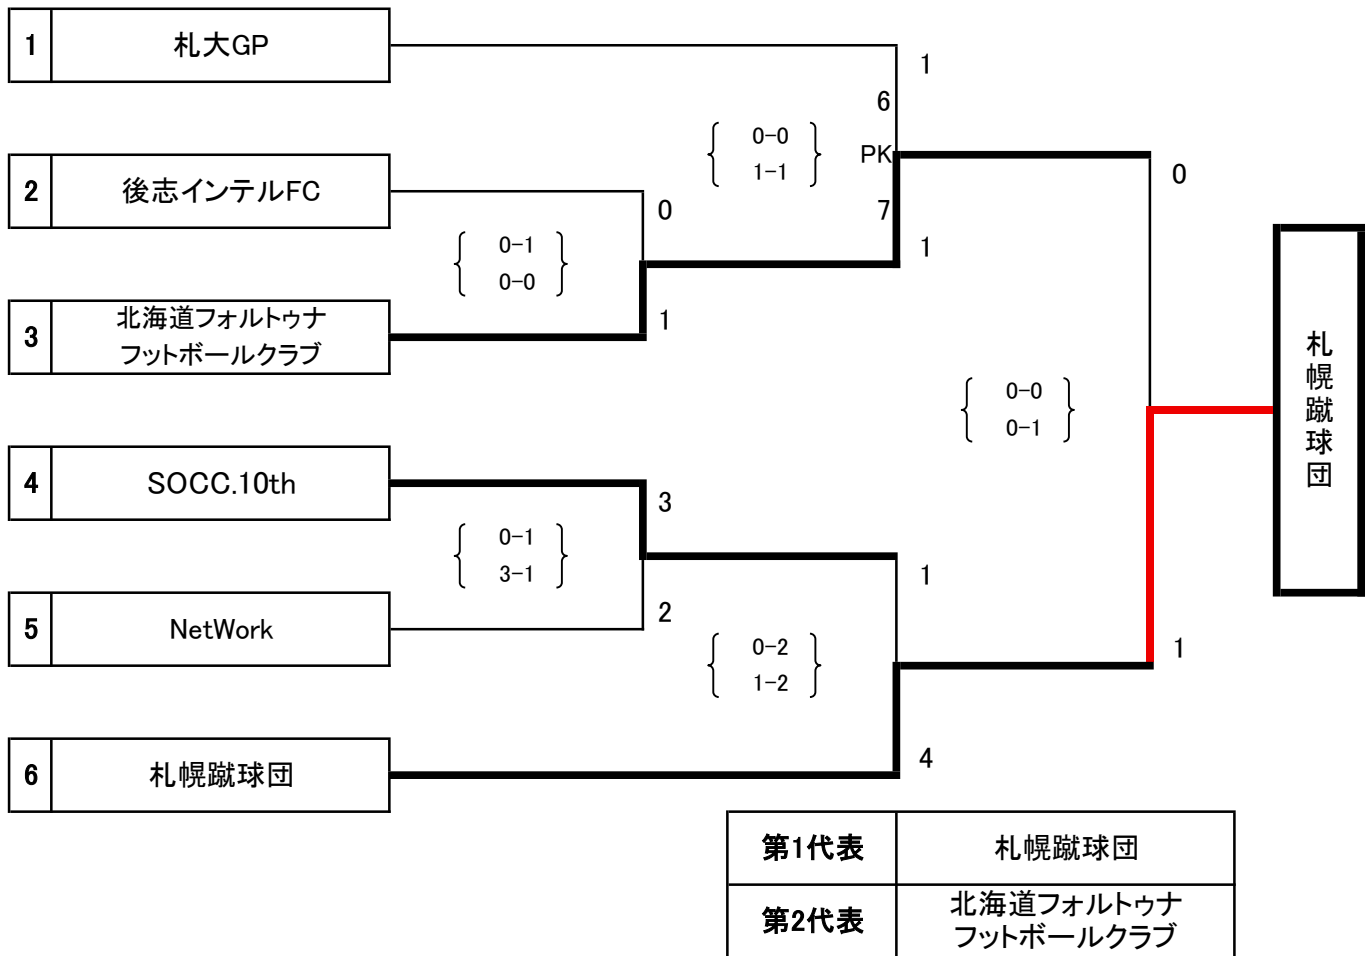 1 札大GP
1
6
0-0
1-1
PK
0
2 後志インテルFC
0
7
1
0-1
0-0
3 北海道フォルトゥナ
フットボールクラブ
1
札幌蹴球団
0-0
0-1
4 SOCC.10th
3
0-1
3-1
1
2
5 NetWork
0-2
1-2
1
6 札幌蹴球団
4
第1代表 札幌蹴球団
第2代表 北海道フォルトゥナ
フットボールクラブ